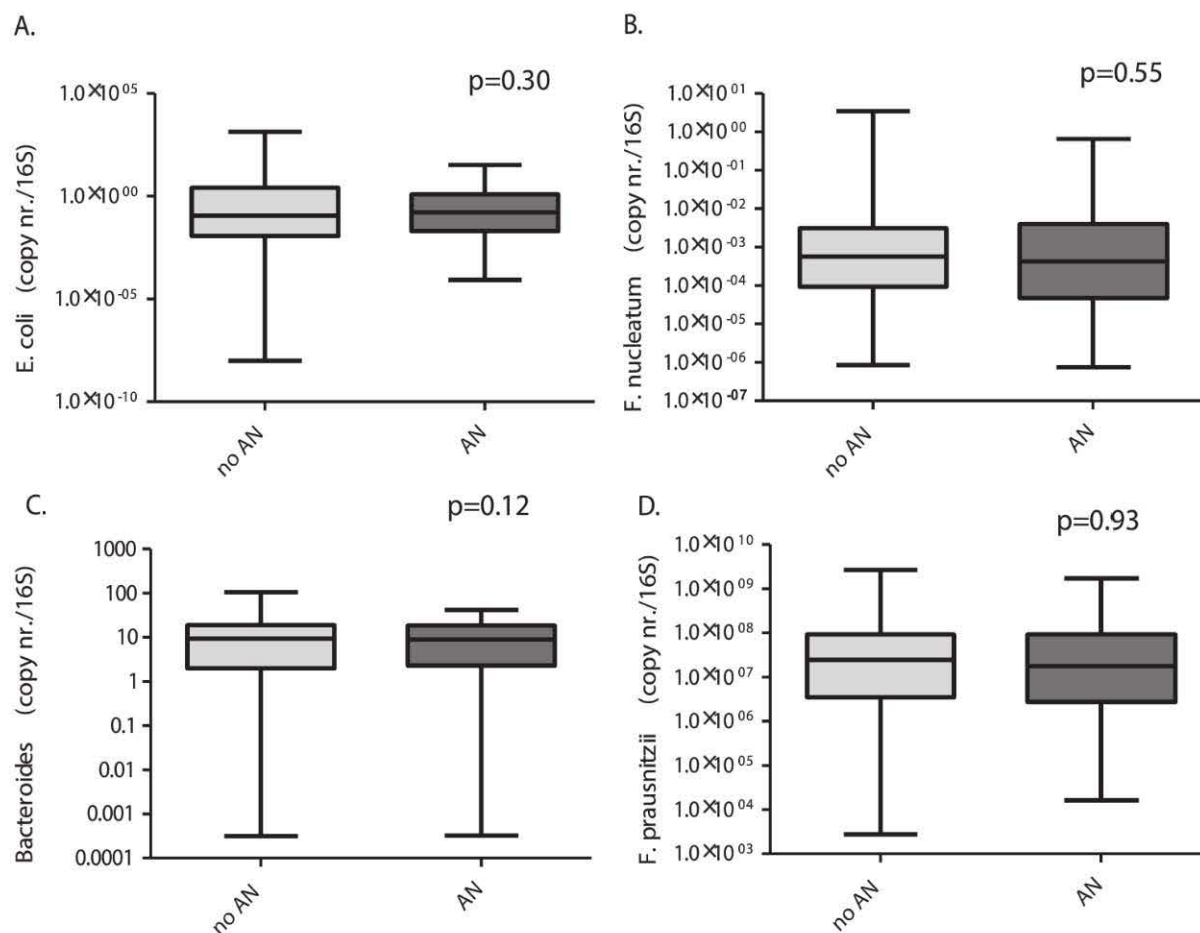 A.
p=0.30
E. coli (copy nr./16S)
1.0×10 05
1.0×10 00
1.0×10 -05
1.0×10 -10
no AN
AN
B.
p=0.55
F. nucleatum (copy nr./16S)
1.0×10 01
1.0×10 00
1.0×10 -01
1.0×10 -02
1.0×10 -03
1.0×10 -04
1.0×10 -05
1.0×10 -06
1.0×10 -07
no AN
AN
C.
p=0.12
Bacteroides (copy nr./16S)
1000
100
10
1
0.1
0.01
0.001
0.0001
no AN
AN
D.
p=0.93
F. prausnitzii (copy nr./16S)
1.0×10 10
1.0×10 09
1.0×10 08
1.0×10 07
1.0×10 06
1.0×10 05
1.0×10 04
1.0×10 03
no AN
AN